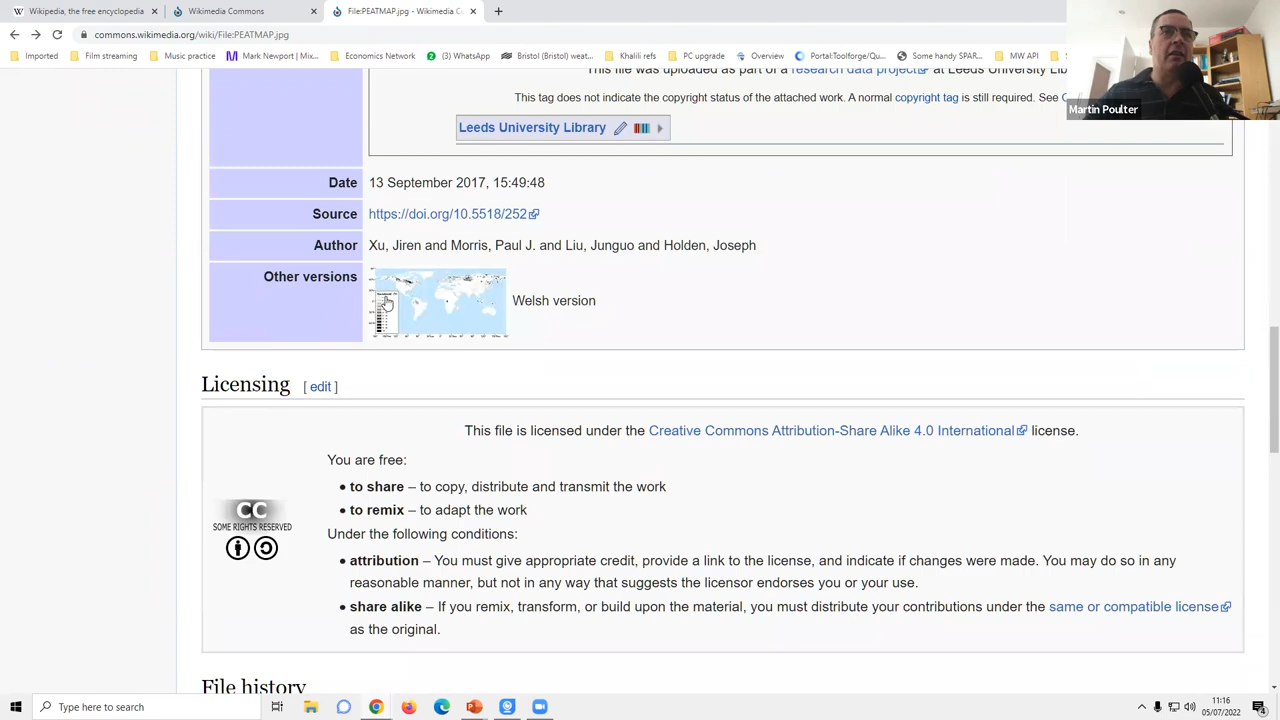 Wikipedia, the free encyclopedia
Wikimedia Commons
File:PEATMAP.jpg - Wikimedia C
commons.wikimedia.org/wiki/File:PEATMAP.jpg
Imported
Film streaming
Music practice
Mark Newport | Mix...
Economics Network
(3) WhatsApp
Bristol (Bristol) weat...
Khalili refs
PC upgrade
Overview
Portal:Toolforge/Qu...
Some handy SPAR...
MW API
This file was uploaded as part of a research data project at Leeds University Lib
This tag does not indicate the copyright status of the attached work. A normal copyright tag is still required. See
Martin Poulter
Leeds University Library
Date
13 September 2017, 15:49:48
Source
https://doi.org/10.5518/252
Author
Xu, Jiren and Morris, Paul J. and Liu, Junguo and Holden, Joseph
Other versions
Welsh version
Licensing [ edit ]
This file is licensed under the Creative Commons Attribution-Share Alike 4.0 International license.
You are free:
• to share – to copy, distribute and transmit the work
• to remix – to adapt the work
Under the following conditions:
CC
SOME RIGHTS RESERVED
• attribution – You must give appropriate credit, provide a link to the license, and indicate if changes were made. You may do so in any
reasonable manner, but not in any way that suggests the licensor endorses you or your use.
• share alike – If you remix, transform, or build upon the material, you must distribute your contributions under the same or compatible license
as the original.
File history
Type here to search
11:16
05/07/2022
4